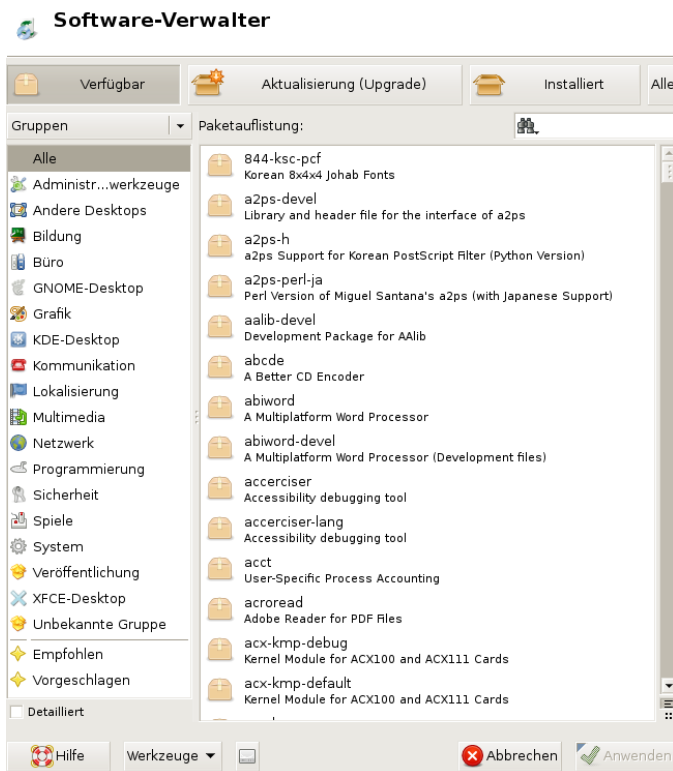 Software-Verwalter
Verfügbar
Aktualisierung (Upgrade)
Installiert
Alle
Gruppen
Paketauflistung:
Alle
Administr...werkzeuge
Andere Desktops
Bildung
Büro
GNOME-Desktop
Grafik
KDE-Desktop
Kommunikation
Lokalisierung
Multimedia
Netzwerk
Programmierung
Sicherheit
Spiele
System
Veröffentlichung
XFCE-Desktop
Unbekannte Gruppe
Empfohlen
Vorgeschlagen
Detailliert
844-ksc-pcf
Korean 8x4x4 Johab Fonts
a2ps-devel
Library and header file for the interface of a2ps
a2ps-h
a2ps Support for Korean PostScript Filter (Python Version)
a2ps-perl-ja
Perl Version of Miguel Santana's a2ps (with Japanese Support)
aalib-devel
Development Package for AAlib
abcde
A Better CD Encoder
abiword
A Multiplatform Word Processor
abiword-devel
A Multiplatform Word Processor (Development files)
accerciser
Accessibility debugging tool
accerciser-lang
Accessibility debugging tool
acct
User-Specific Process Accounting
acroread
Adobe Reader for PDF Files
acx-kmp-debug
Kernel Module for ACX100 and ACX111 Cards
acx-kmp-default
Kernel Module for ACX100 and ACX111 Cards
Hilfe
Werkzeuge
Abbrechen
Anwenden